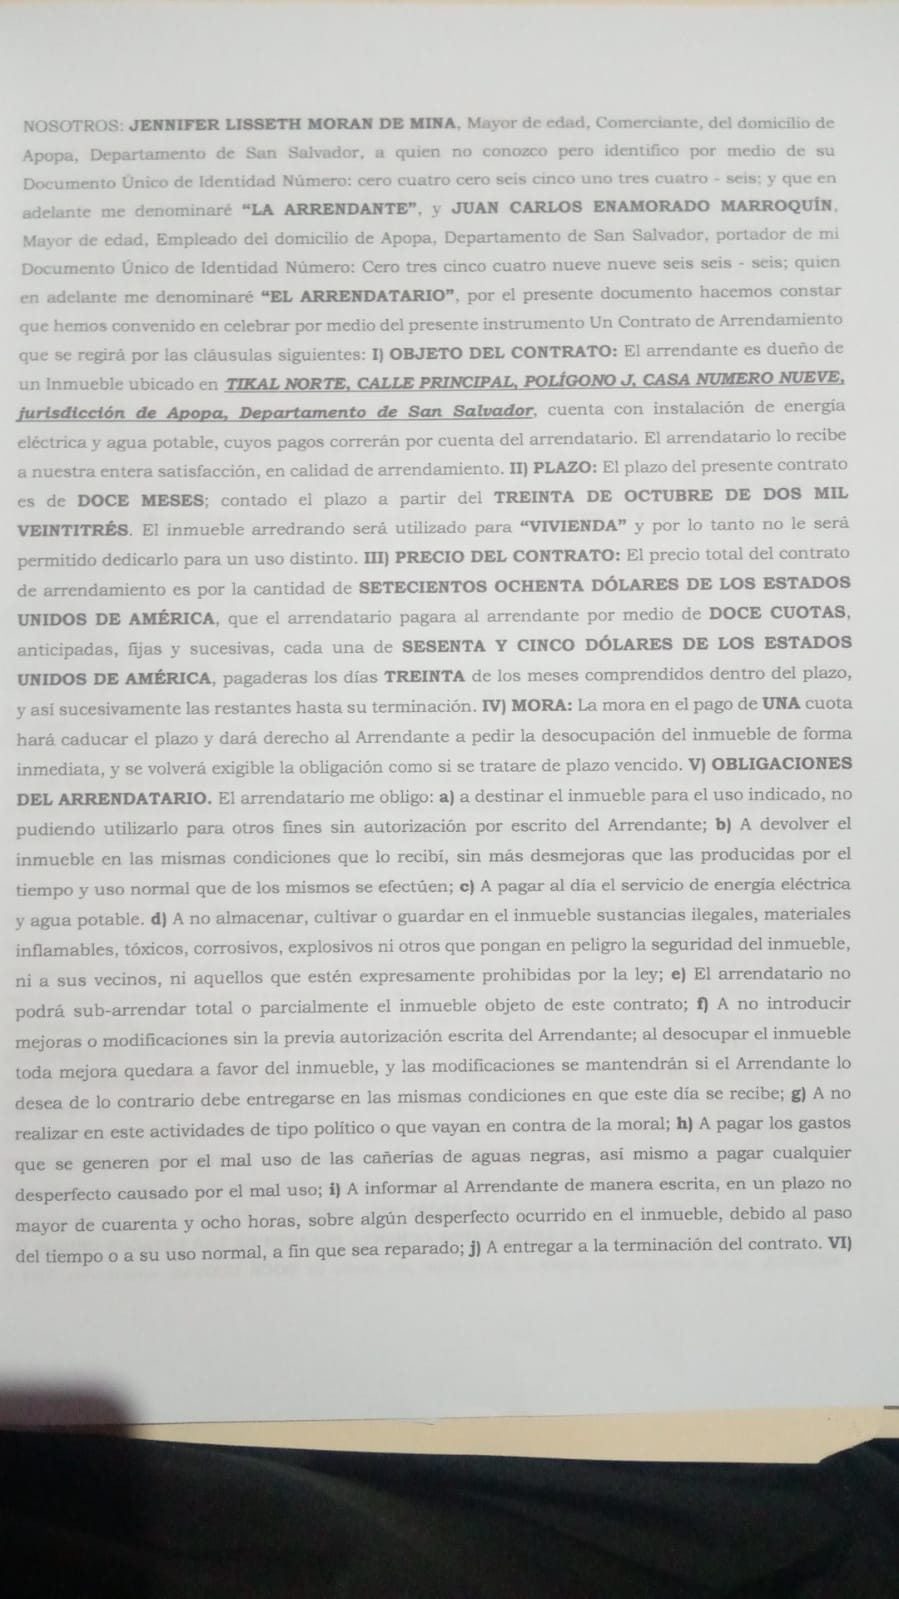 NOSOTROS: JENNIFER LISSETH MORAN DE MINA, Mayor de edad, Comerciante, del domicilio de
Apopa, Departamento de San Salvador, a quien no conozco pero identifico por medio de su
Documento Único de Identidad Número: cero cuatro cero seis cinco uno tres cuatro - seis; y que en
adelante me denominaré “LA ARRENDANTE”, y JUAN CARLOS ENAMORADO MARROQUÍN,
Mayor de edad, Empleado del domicilio de Apopa, Departamento de San Salvador, portador de mi
Documento Único de Identidad Número: Cero tres cinco cuatro nueve nueve seis seis - seis; quien
en adelante me denominaré “EL ARRENDATARIO”, por el presente documento hacemos constar
que hemos convenido en celebrar por medio del presente instrumento Un Contrato de Arrendamiento
que se regirá por las cláusulas siguientes: I) OBJETO DEL CONTRATO: El arrendante es dueño de
un Inmueble ubicado en TIKAL NORTE, CALLE PRINCIPAL, POLÍGONO J, CASA NUMERO NUEVE,
jurisdicción de Apopa, Departamento de San Salvador, cuenta con instalación de energía
eléctrica y agua potable, cuyos pagos correrán por cuenta del arrendatario. El arrendatario lo recibe
a nuestra entera satisfacción, en calidad de arrendamiento. II) PLAZO: El plazo del presente contrato
es de DOCE MESES; contado el plazo a partir del TREINTA DE OCTUBRE DE DOS MIL
VEINTITRÉS. El inmueble arredrando será utilizado para “VIVIENDA” y por lo tanto no le será
permitido dedicarlo para un uso distinto. III) PRECIO DEL CONTRATO: El precio total del contrato
de arrendamiento es por la cantidad de SETECIENTOS OCHENTA DÓLARES DE LOS ESTADOS
UNIDOS DE AMÉRICA, que el arrendatario pagara al arrendante por medio de DOCE CUOTAS,
anticipadas, fijas y sucesivas, cada una de SESENTA Y CINCO DÓLARES DE LOS ESTADOS
UNIDOS DE AMÉRICA, pagaderas los días TREINTA de los meses comprendidos dentro del plazo,
y así sucesivamente las restantes hasta su terminación. IV) MORA: La mora en el pago de UNA cuota
hará caducar el plazo y dará derecho al Arrendante a pedir la desocupación del inmueble de forma
inmediata, y se volverá exigible la obligación como si se tratare de plazo vencido. V) OBLIGACIONES
DEL ARRENDATARIO. El arrendatario me obligo: a) a destinar el inmueble para el uso indicado, no
pudiendo utilizarlo para otros fines sin autorización por escrito del Arrendante; b) A devolver el
inmueble en las mismas condiciones que lo recibí, sin más desmejoras que las producidas por el
tiempo y uso normal que de los mismos se efectúen; c) A pagar al día el servicio de energía eléctrica
y agua potable. d) A no almacenar, cultivar o guardar en el inmueble sustancias ilegales, materiales
inflamables, tóxicos, corrosivos, explosivos ni otros que pongan en peligro la seguridad del inmueble,
ni a sus vecinos, ni aquellos que estén expresamente prohibidas por la ley; e) El arrendatario no
podrá sub-arrendar total o parcialmente el inmueble objeto de este contrato; f) A no introducir
mejoras o modificaciones sin la previa autorización escrita del Arrendante; al desocupar el inmueble
toda mejora quedara a favor del inmueble, y las modificaciones se mantendrán si el Arrendante lo
desea de lo contrario debe entregarse en las mismas condiciones en que este día se recibe; g) A no
realizar en este actividades de tipo político o que vayan en contra de la moral; h) A pagar los gastos
que se generen por el mal uso de las cañerías de aguas negras, así mismo a pagar cualquier
desperfecto causado por el mal uso; i) A informar al Arrendante de manera escrita, en un plazo no
mayor de cuarenta y ocho horas, sobre algún desperfecto ocurrido en el inmueble, debido al paso
del tiempo o a su uso normal, a fin que sea reparado; j) A entregar a la terminación del contrato. VI)